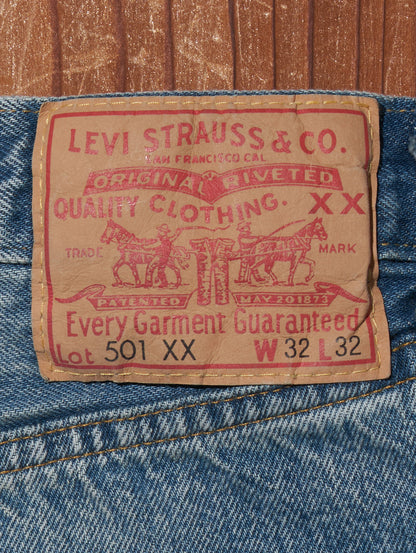 LEVI STRAUSS & CO.
SAN FRANCISCO CAL.
ORIGINAL RIVETED
QUALITY CLOTHING. XX
TRADE MARK
PATENTED MAY 20 1873
Every Garment Guaranteed
Lot 501 XX W 32 L 32